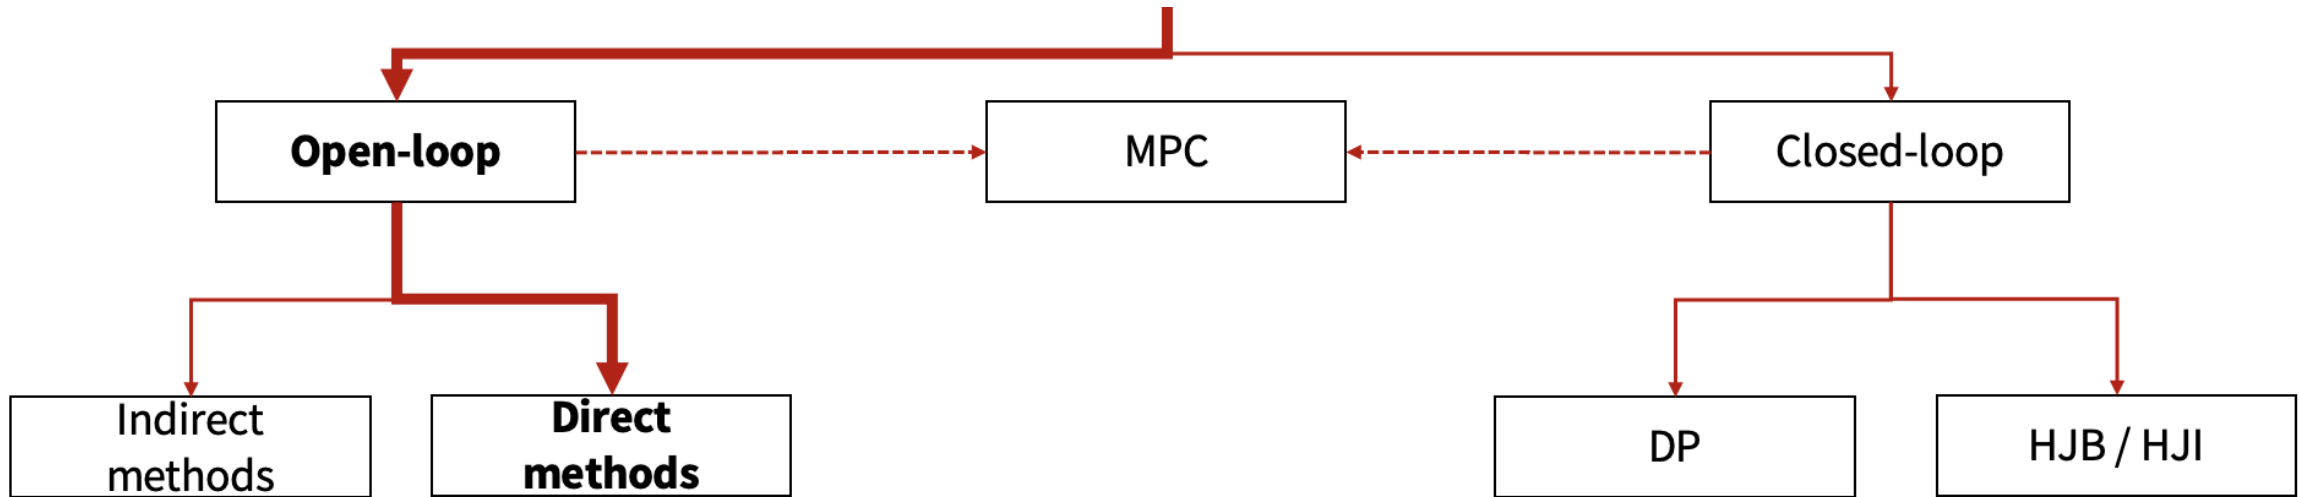 Open-loop
MPC
Closed-loop
Indirect
methods
Direct
methods
DP
HJB / HJI